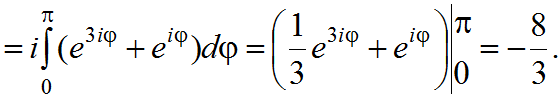 = i∫₀^π (e^{3iφ} + e^{iφ})dφ = (1/3 e^{3iφ} + e^{iφ})|₀^π = −8/3.